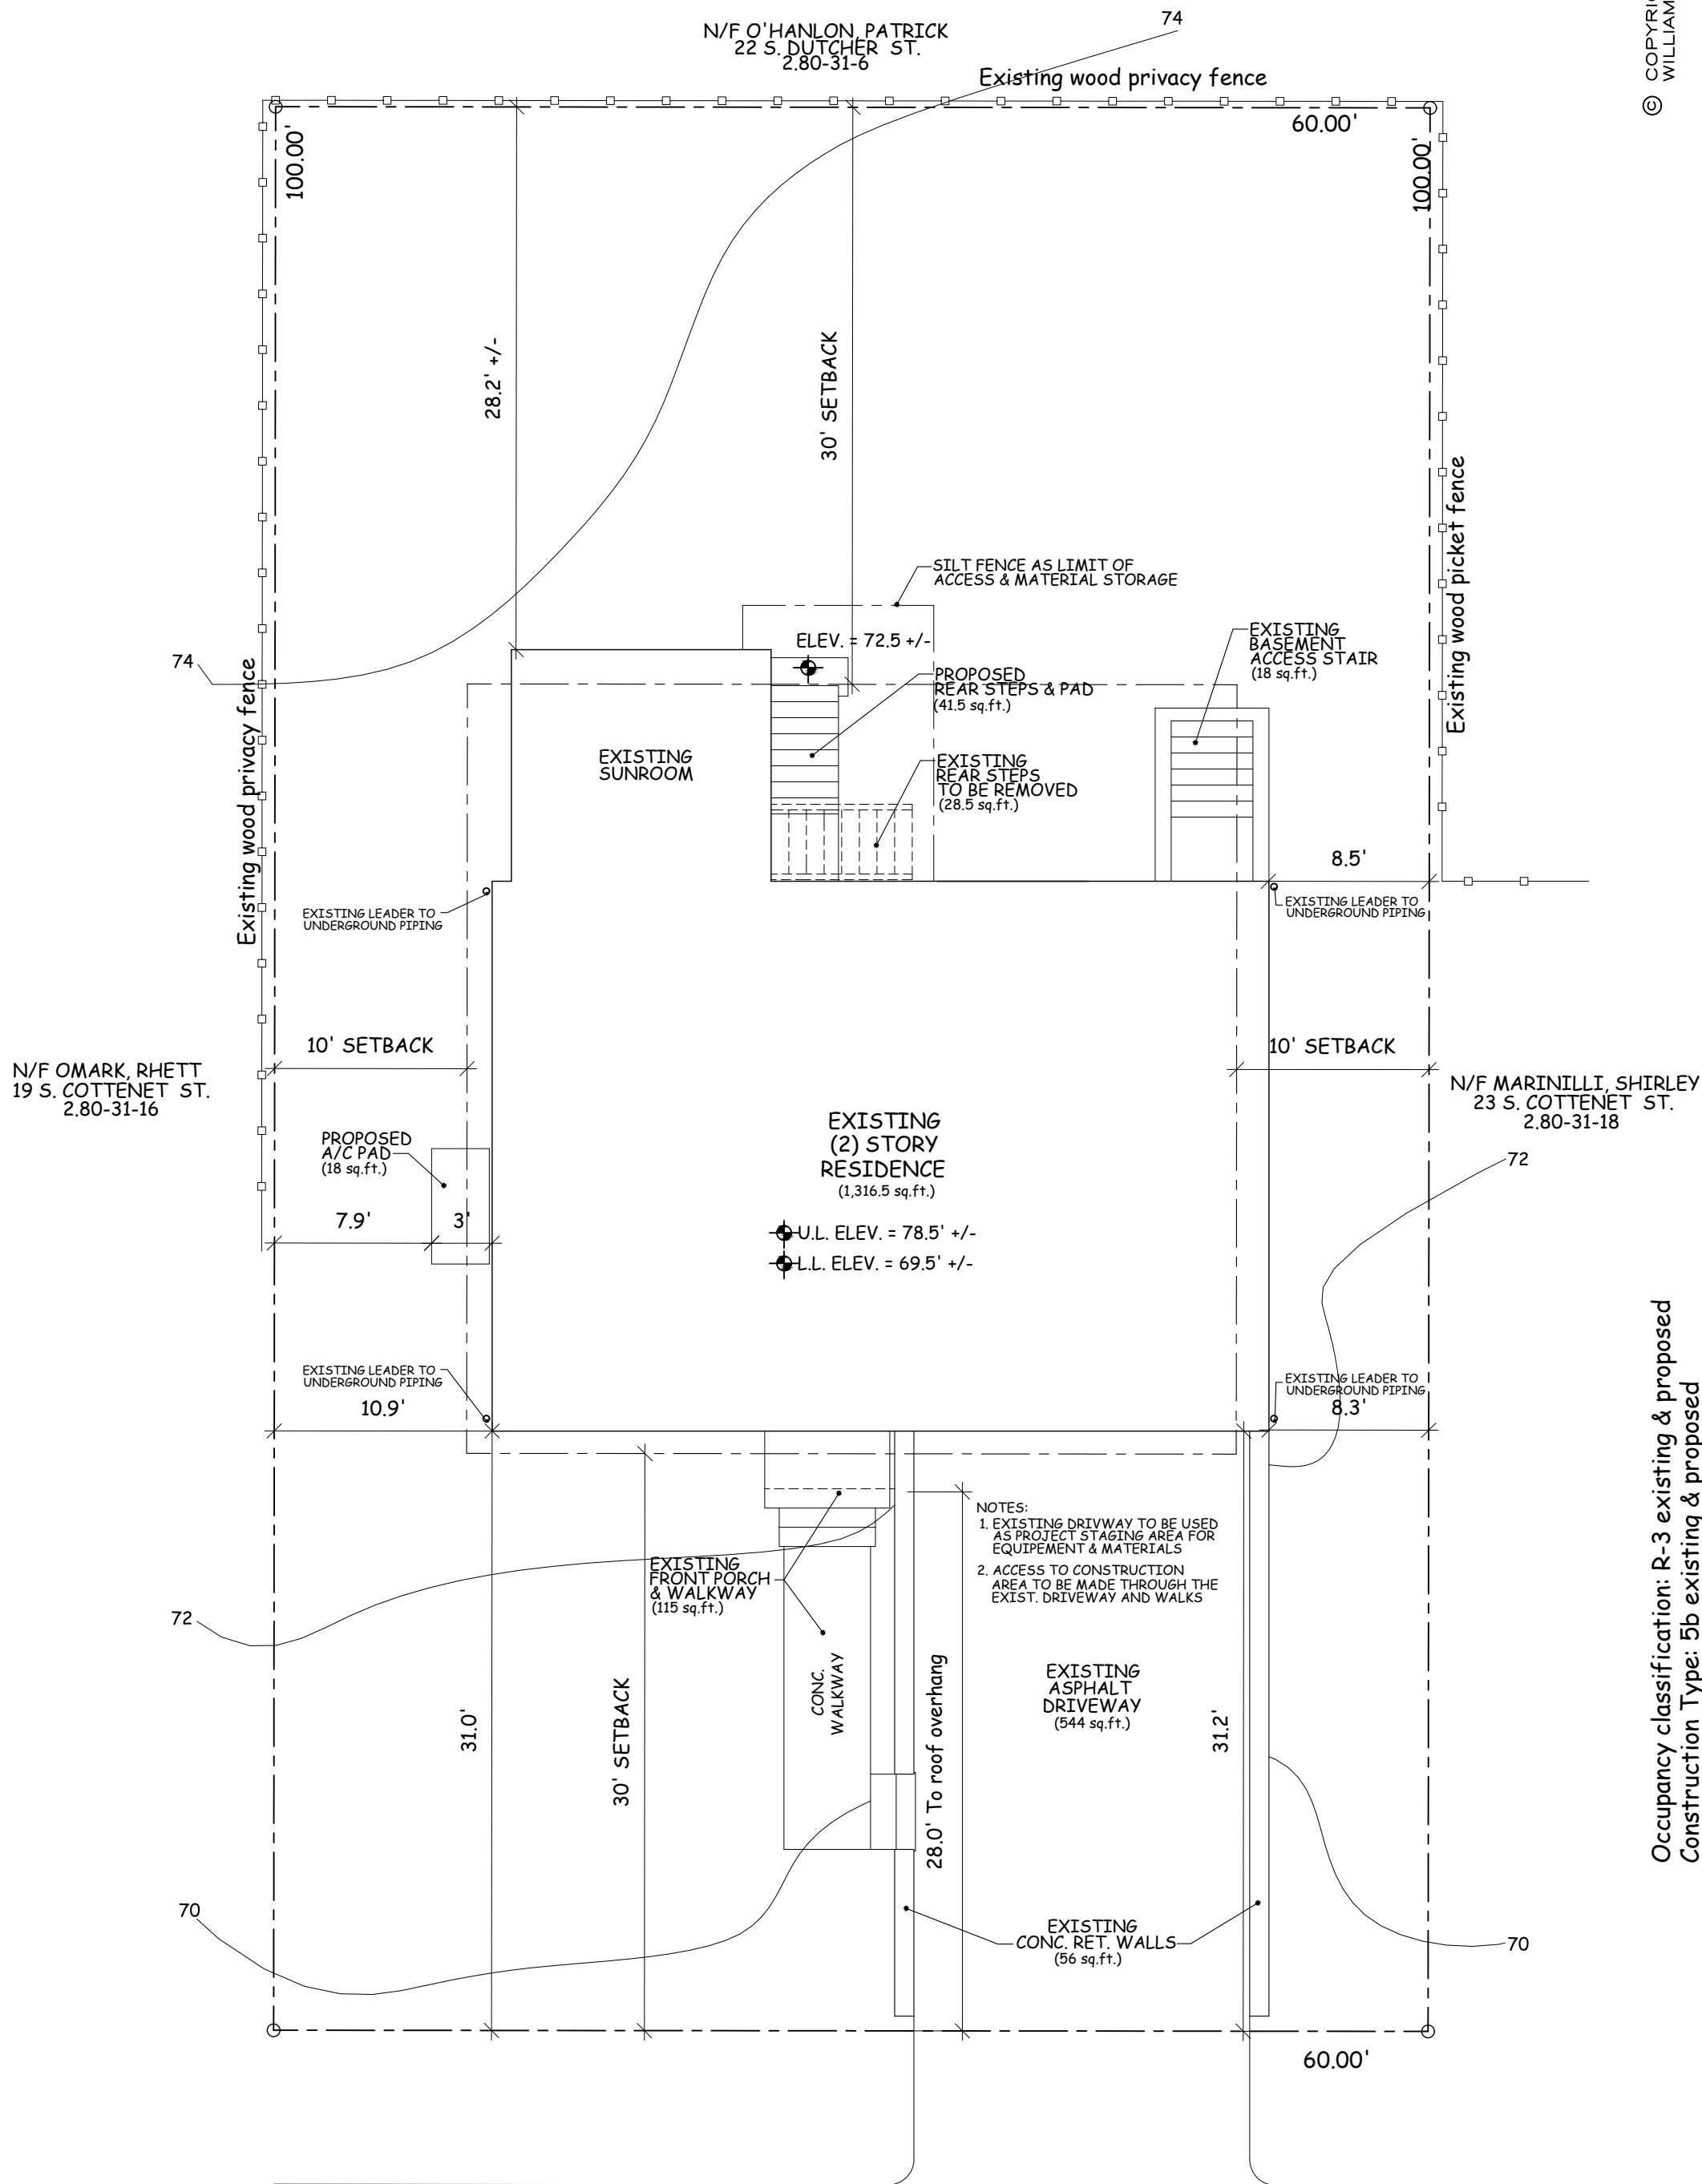 © COPYRIG
WILLIAM
74
N/F O'HANLON, PATRICK
22 S. DUTCHER ST.
2.80-31-6
Existing wood privacy fence
60.00'
100.00'
100.00'
28.2' +/-
30' SETBACK
Existing wood picket fence
SILT FENCE AS LIMIT OF
ACCESS & MATERIAL STORAGE
ELEV. = 72.5 +/-
EXISTING
BASEMENT
ACCESS STAIR
(18 sq.ft.)
74
Existing wood privacy fence
PROPOSED
REAR STEPS & PAD
(41.5 sq.ft.)
EXISTING
SUNROOM
EXISTING
REAR STEPS
TO BE REMOVED
(28.5 sq.ft.)
8.5'
EXISTING LEADER TO
UNDERGROUND PIPING
EXISTING LEADER TO
UNDERGROUND PIPING
10' SETBACK
10' SETBACK
N/F OMARK, RHETT
19 S. COTTENET ST.
2.80-31-16
N/F MARINILLI, SHIRLEY
23 S. COTTENET ST.
2.80-31-18
EXISTING
(2) STORY
RESIDENCE
(1,316.5 sq.ft.)
PROPOSED
A/C PAD
(18 sq.ft.)
72
7.9'
3'
U.L. ELEV. = 78.5' +/-
L.L. ELEV. = 69.5' +/-
EXISTING LEADER TO
UNDERGROUND PIPING
10.9'
EXISTING LEADER TO
UNDERGROUND PIPING
8.3'
Occupancy classification: R-3 existing & proposed
Construction Type: 5b existing & proposed
NOTES:
1. EXISTING DRIVWAY TO BE USED
AS PROJECT STAGING AREA FOR
EQUIPEMENT & MATERIALS
2. ACCESS TO CONSTRUCTION
AREA TO BE MADE THROUGH THE
EXIST. DRIVEWAY AND WALKS
EXISTING
FRONT PORCH
& WALKWAY
(115 sq.ft.)
72
CONC.
WALKWAY
EXISTING
ASPHALT
DRIVEWAY
(544 sq.ft.)
31.0'
30' SETBACK
28.0' To roof overhang
31.2'
70
EXISTING
CONC. RET. WALLS
(56 sq.ft.)
70
60.00'